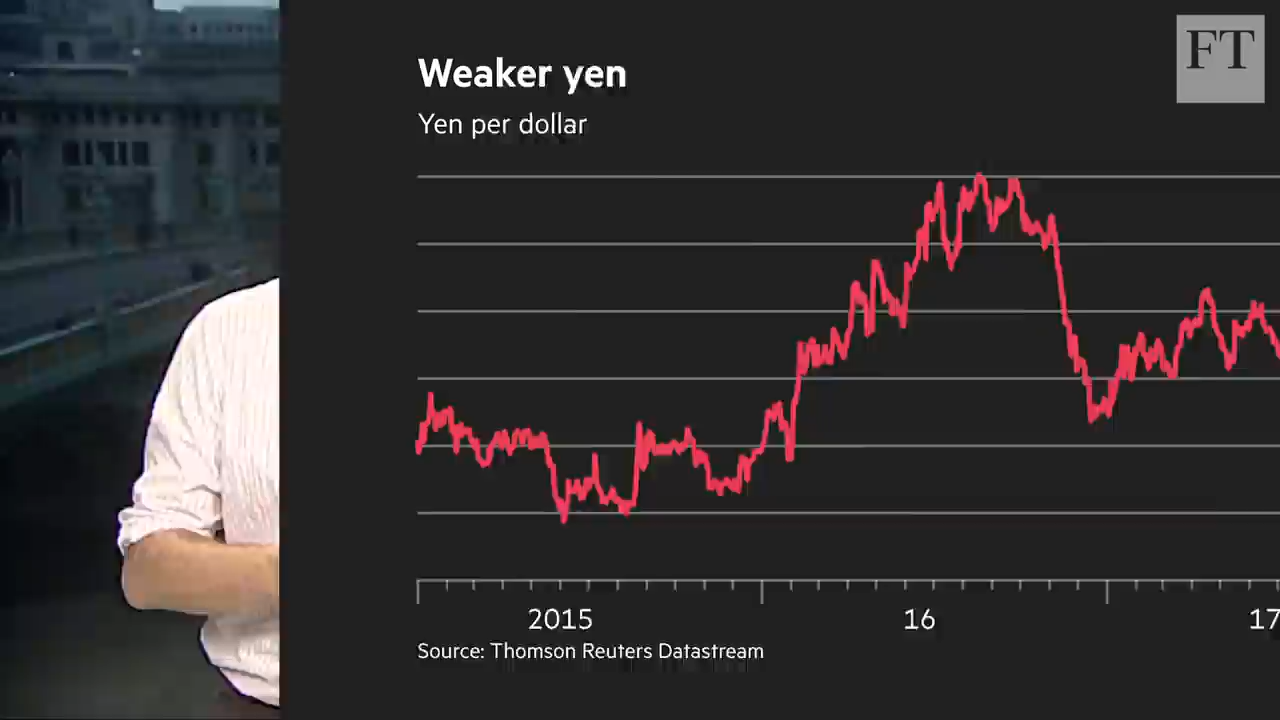 FT
Weaker yen
Yen per dollar
2015 16 17
Source: Thomson Reuters Datastream